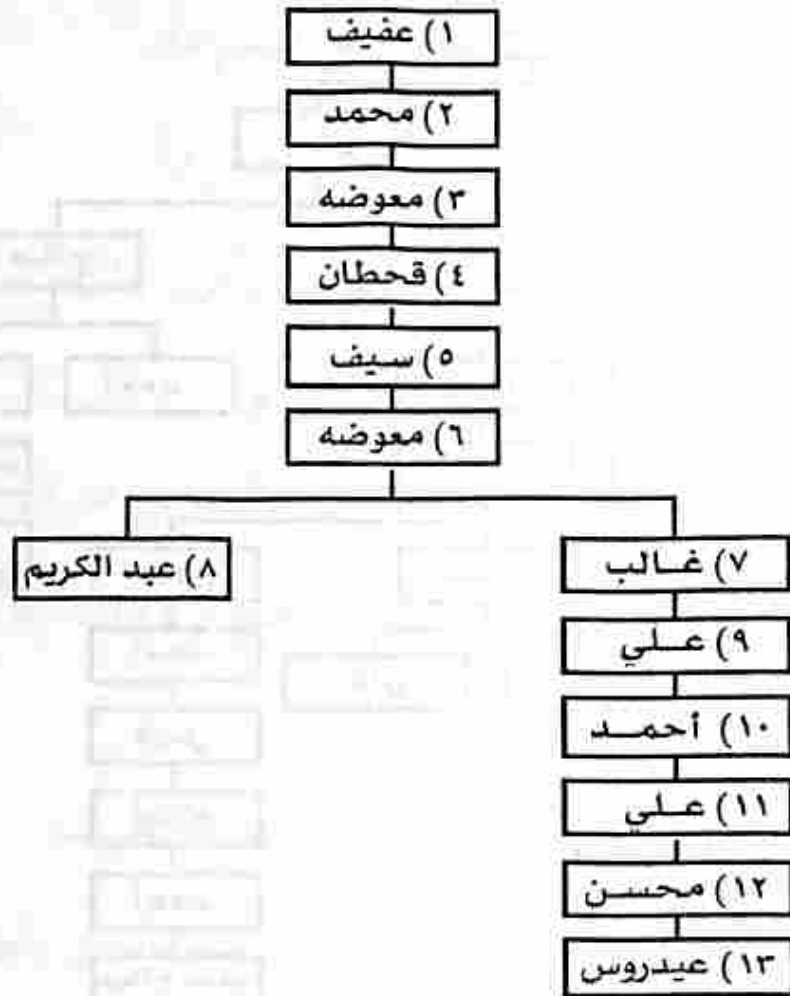 ١) عفيف
٢) محمد
٣) معوضه
٤) قحطان
٥) سيف
٦) معوضه
٧) غالب
٨) عبد الكريم
٩) علي
١٠) أحمد
١١) علي
١٢) محسن
١٣) عيدروس